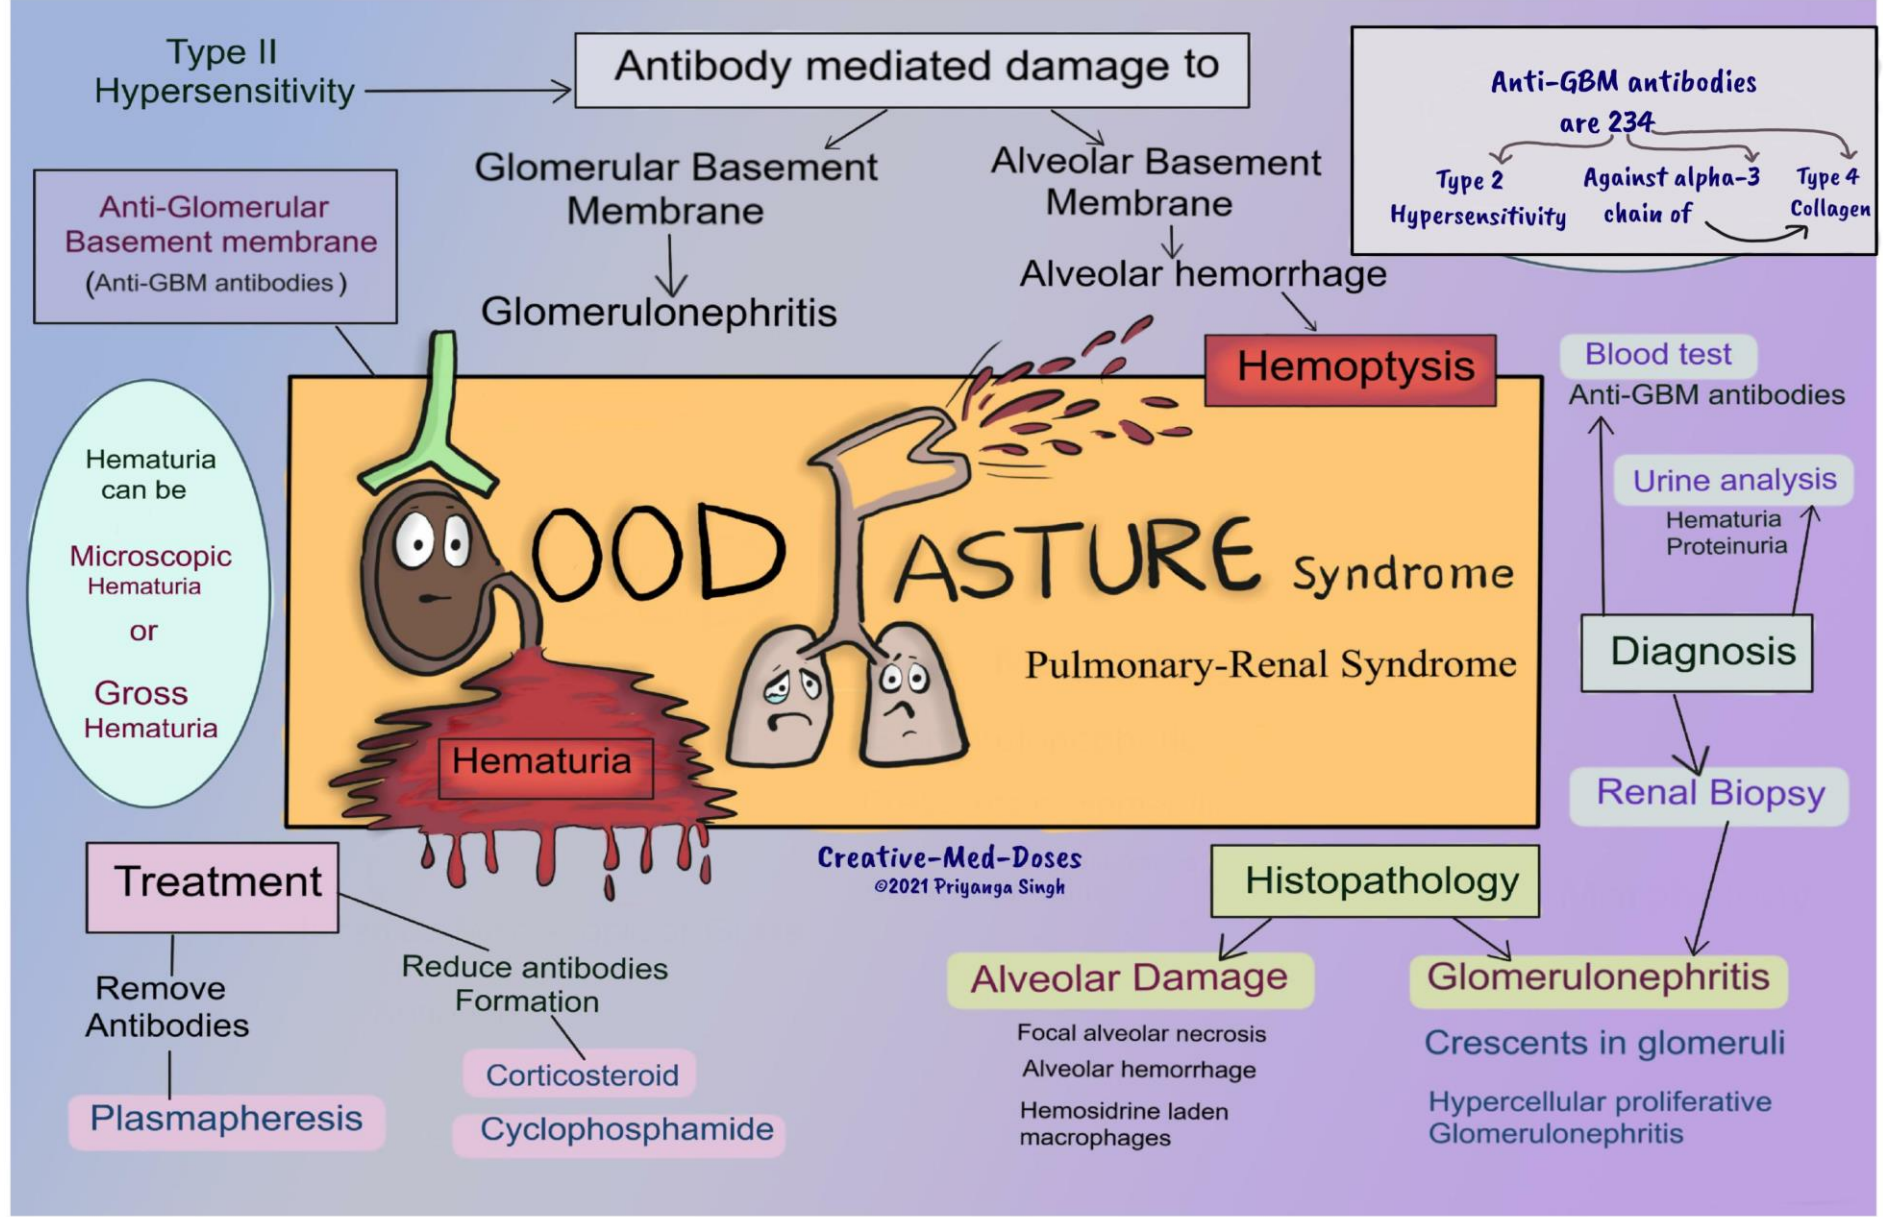 Type II
Hypersensitivity
Antibody mediated damage to
Glomerular Basement
Membrane
Glomerulonephritis
Alveolar Basement
Membrane
Alveolar hemorrhage
Hemoptysis
Anti-GBM antibodies
are 234
Type 2
Hypersensitivity
Against alpha-3
chain of
Type 4
Collagen
Anti-Glomerular
Basement membrane
(Anti-GBM antibodies)
Hematuria
can be
Microscopic
Hematuria
or
Gross
Hematuria
OOD PASTURE Syndrome
Pulmonary-Renal Syndrome
Hematuria
Blood test
Anti-GBM antibodies
Urine analysis
Hematuria
Proteinuria
Diagnosis
Renal Biopsy
Creative-Med-Doses
©2021 Priyanga Singh
Treatment
Remove
Antibodies
Plasmapheresis
Reduce antibodies
Formation
Corticosteroid
Cyclophosphamide
Histopathology
Alveolar Damage
Focal alveolar necrosis
Alveolar hemorrhage
Hemosidrine laden
macrophages
Glomerulonephritis
Crescents in glomeruli
Hypercellular proliferative
Glomerulonephritis